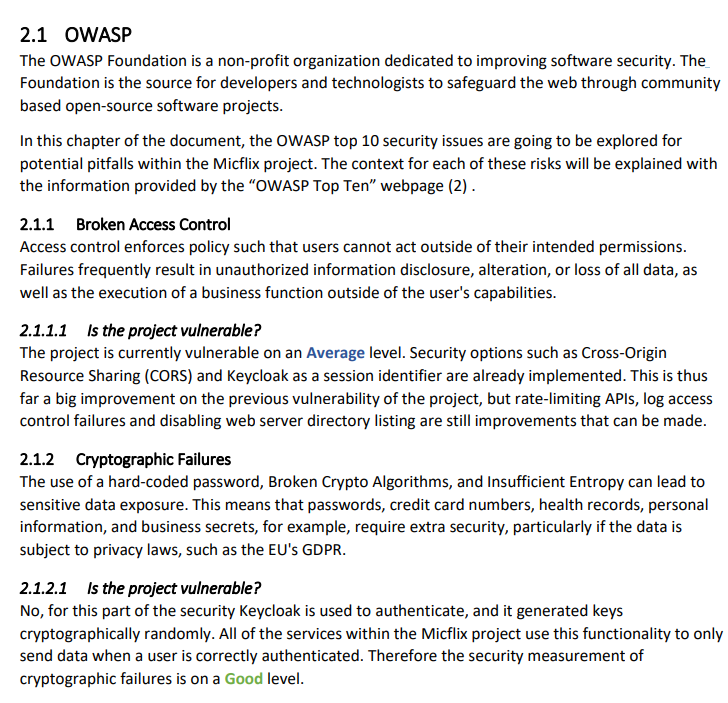 2.1 OWASP
The OWASP Foundation is a non-profit organization dedicated to improving software security. The
Foundation is the source for developers and technologists to safeguard the web through community
based open-source software projects.
In this chapter of the document, the OWASP top 10 security issues are going to be explored for
potential pitfalls within the Micflix project. The context for each of these risks will be explained with
the information provided by the “OWASP Top Ten” webpage (2) .
2.1.1 Broken Access Control
Access control enforces policy such that users cannot act outside of their intended permissions.
Failures frequently result in unauthorized information disclosure, alteration, or loss of all data, as
well as the execution of a business function outside of the user's capabilities.
2.1.1.1 Is the project vulnerable?
The project is currently vulnerable on an Average level. Security options such as Cross-Origin
Resource Sharing (CORS) and Keycloak as a session identifier are already implemented. This is thus
far a big improvement on the previous vulnerability of the project, but rate-limiting APIs, log access
control failures and disabling web server directory listing are still improvements that can be made.
2.1.2 Cryptographic Failures
The use of a hard-coded password, Broken Crypto Algorithms, and Insufficient Entropy can lead to
sensitive data exposure. This means that passwords, credit card numbers, health records, personal
information, and business secrets, for example, require extra security, particularly if the data is
subject to privacy laws, such as the EU's GDPR.
2.1.2.1 Is the project vulnerable?
No, for this part of the security Keycloak is used to authenticate, and it generated keys
cryptographically randomly. All of the services within the Micflix project use this functionality to only
send data when a user is correctly authenticated. Therefore the security measurement of
cryptographic failures is on a Good level.